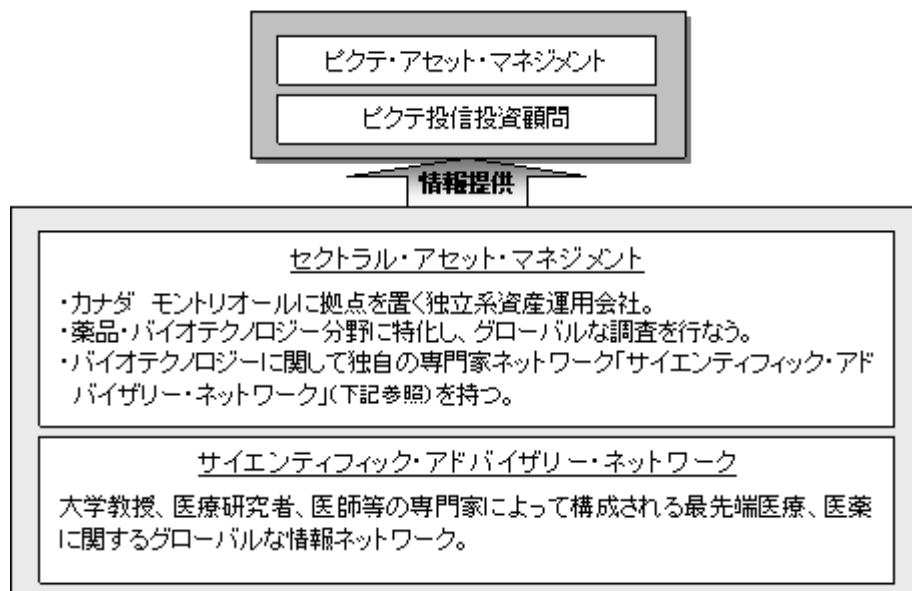 ピクテ・アセット・マネジメント
ピクテ投信投資顧問
情報提供
セクトラル・アセット・マネジメント
・カナダ モントリオールに拠点を置く独立系資産運用会社。
・薬品・バイオテクノロジー分野に特化し、グローバルな調査を行なう。
・バイオテクノロジーに関して独自の専門家ネットワーク「サイエンティフィック・アド
バイザリー・ネットワーク」(下記参照)を持つ。
サイエンティフィック・アドバイザリー・ネットワーク
大学教授、医療研究者、医師等の専門家によって構成される最先端医療、医薬
に関するグローバルな情報ネットワーク。